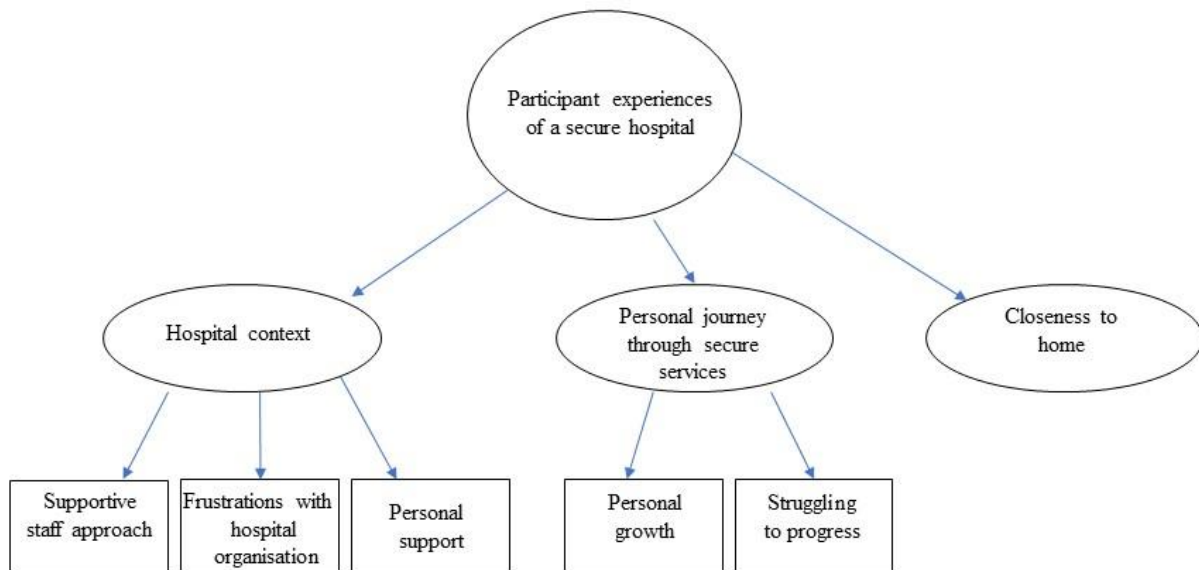 Participant experiences
of a secure hospital
Hospital context
Personal journey
through secure
services
Closeness to
home
Supportive
staff approach
Frustrations with
hospital
organisation
Personal
support
Personal
growth
Struggling
to progress